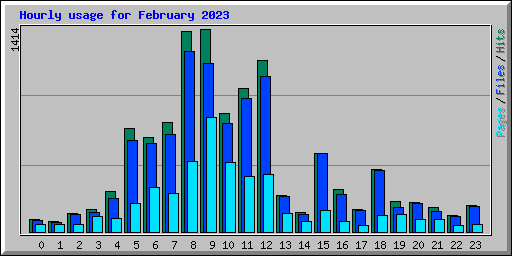 Hourly usage for February 2023
1414
Pages/Files/Hits
0 1 2 3 4 5 6 7 8 9 10 11 12 13 14 15 16 17 18 19 20 21 22 23